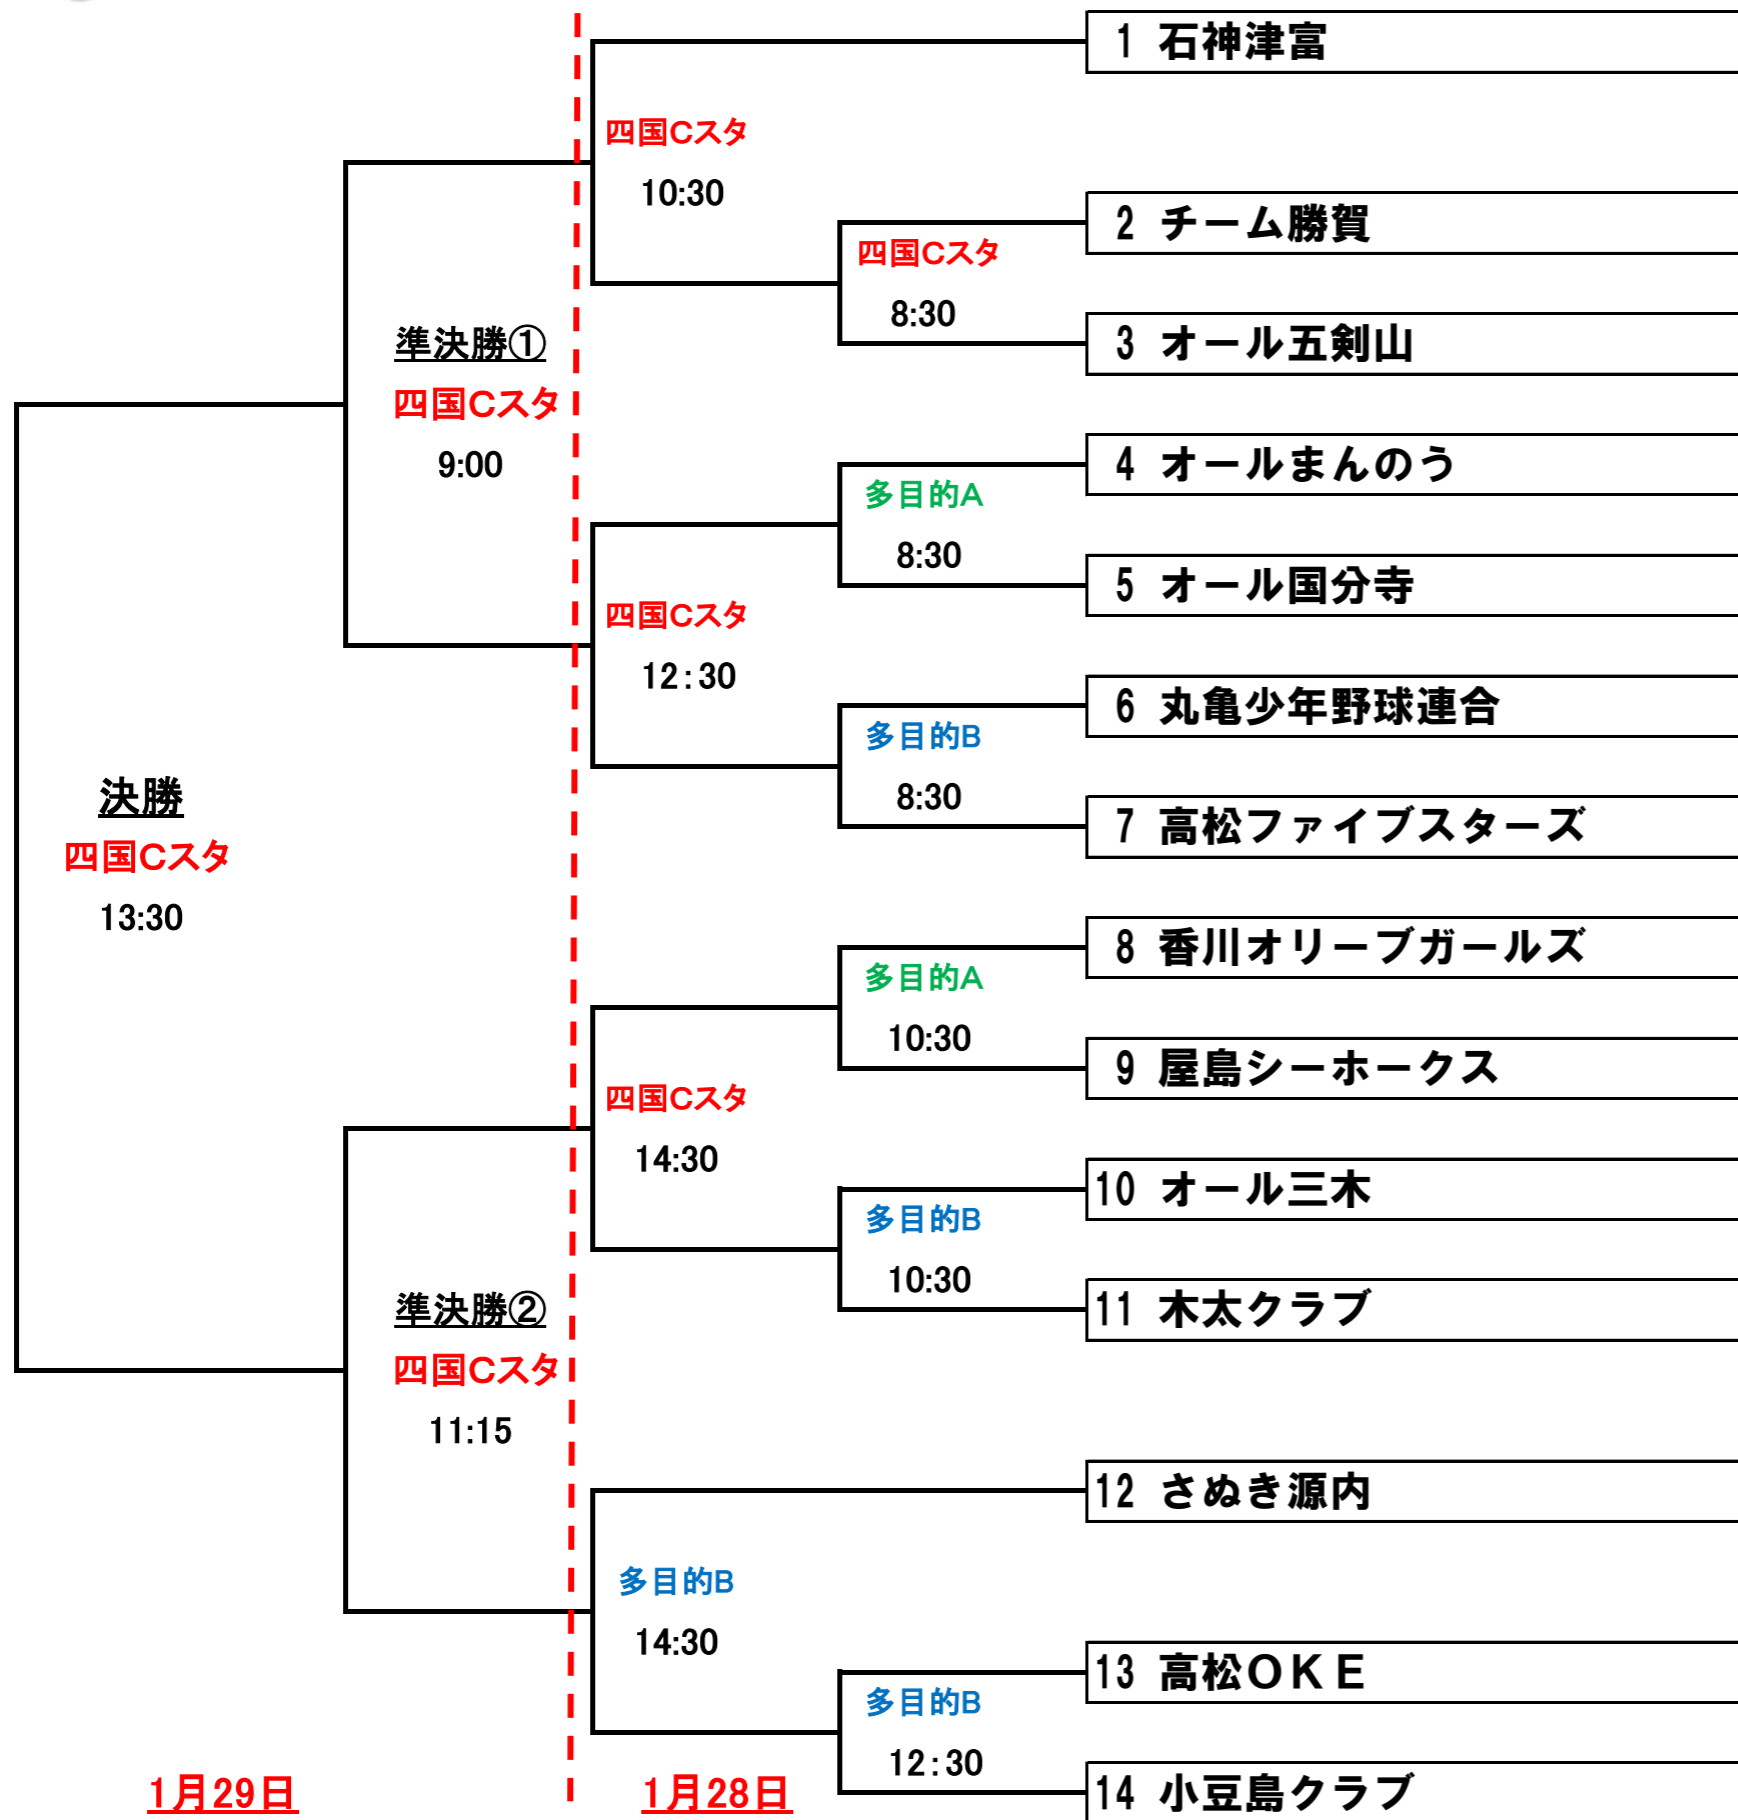 1 石神津富
四国Cスタ
10:30
2 チーム勝賀
四国Cスタ
8:30
3 オール五剣山
準決勝①
四国Cスタ
9:00
4 オールまんのう
多目的A
8:30
5 オール国分寺
四国Cスタ
12:30
6 丸亀少年野球連合
多目的B
8:30
7 高松ファイブスターズ
決勝
四国Cスタ
13:30
8 香川オリーブガールズ
多目的A
10:30
9 屋島シーホークス
四国Cスタ
14:30
10 オール三木
多目的B
10:30
11 木太クラブ
準決勝②
四国Cスタ
11:15
12 さぬき源内
多目的B
14:30
13 高松OKE
多目的B
12:30
14 小豆島クラブ
1月29日
1月28日